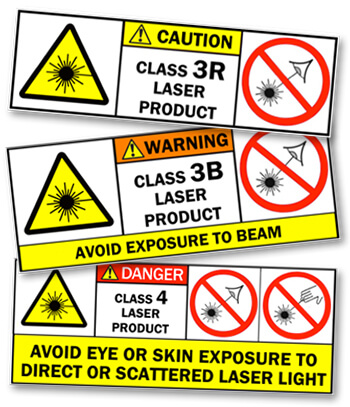 CAUTION
CLASS 3R
LASER
PRODUCT
WARNING
CLASS 3B
LASER
PRODUCT
AVOID EXPOSURE TO BEAM
DANGER
CLASS 4
LASER
PRODUCT
AVOID EYE OR SKIN EXPOSURE TO
DIRECT OR SCATTERED LASER LIGHT